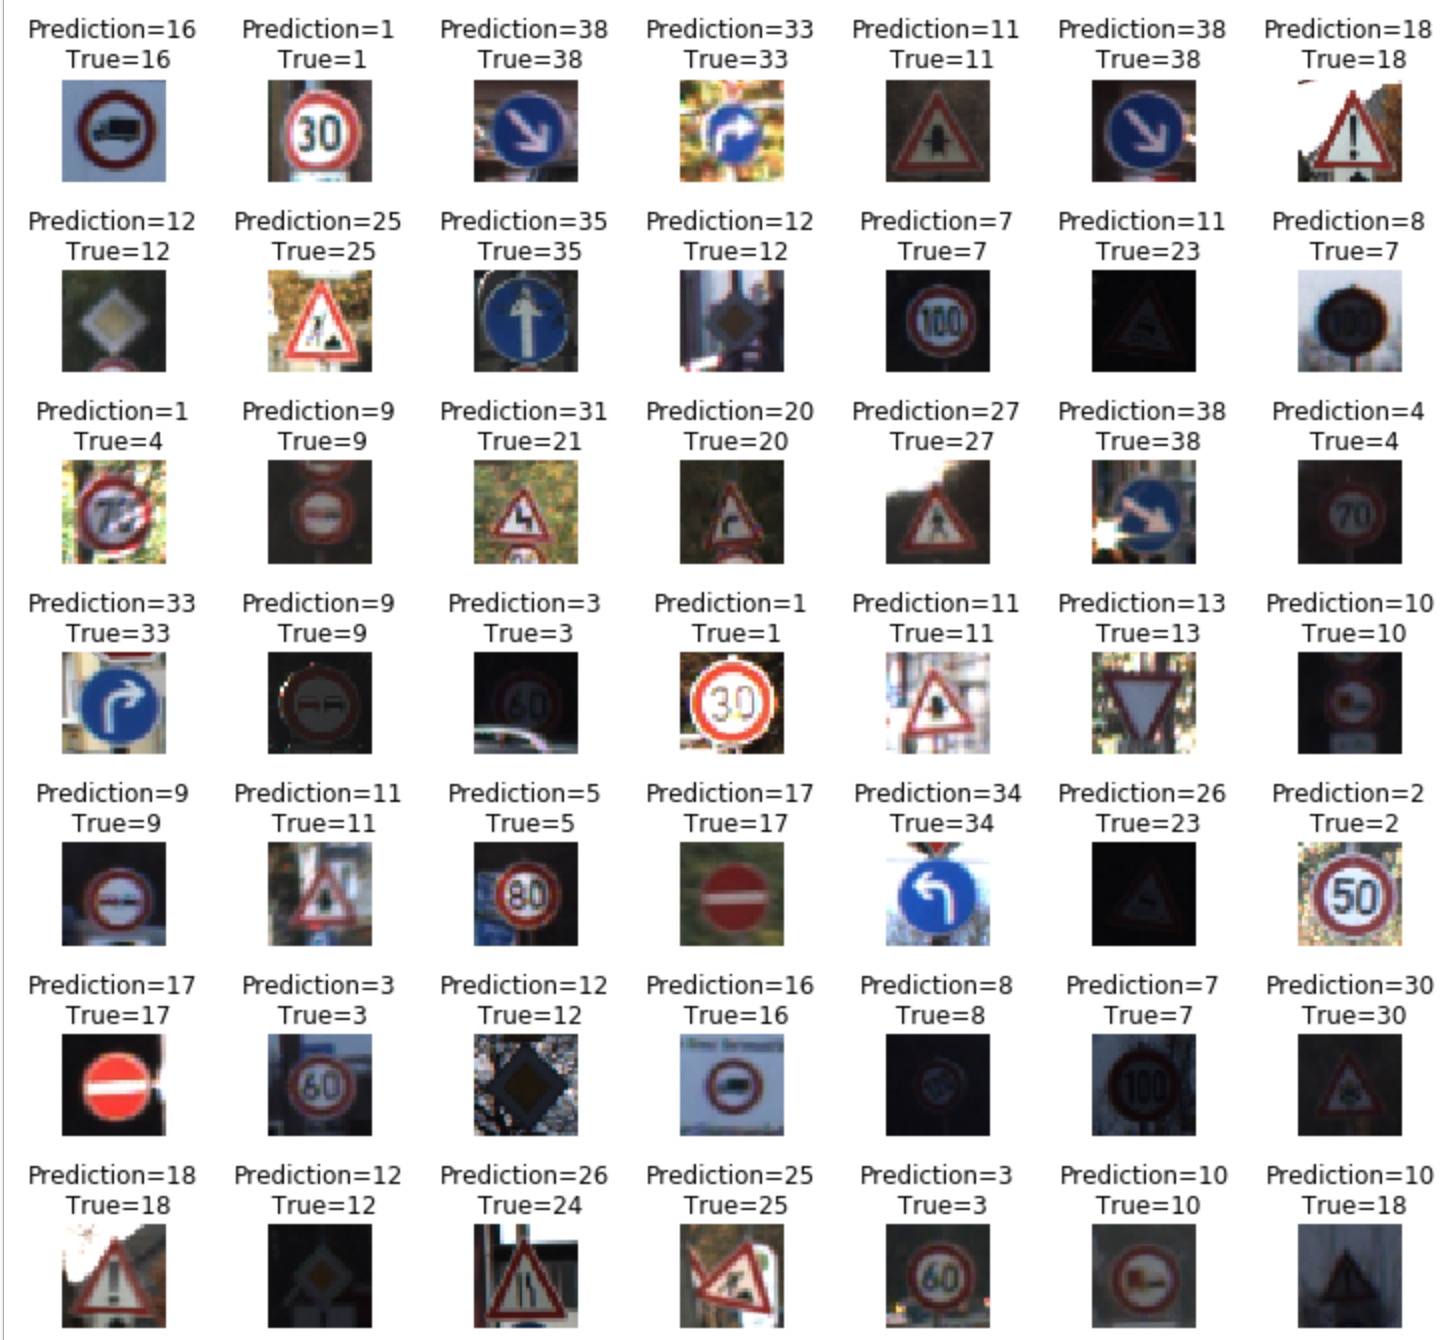 Prediction=16 Prediction=1 Prediction=38 Prediction=33 Prediction=11 Prediction=38 Prediction=18
True=16 True=1 True=38 True=33 True=11 True=38 True=18
30
Prediction=12 Prediction=25 Prediction=35 Prediction=12 Prediction=7 Prediction=11 Prediction=8
True=12 True=25 True=35 True=12 True=7 True=23 True=7
100 100
Prediction=1 Prediction=9 Prediction=31 Prediction=20 Prediction=27 Prediction=38 Prediction=4
True=4 True=9 True=21 True=20 True=27 True=38 True=4
70
Prediction=33 Prediction=9 Prediction=3 Prediction=1 Prediction=11 Prediction=13 Prediction=10
True=33 True=9 True=3 True=1 True=11 True=13 True=10
60 30
Prediction=9 Prediction=11 Prediction=5 Prediction=17 Prediction=34 Prediction=26 Prediction=2
True=9 True=11 True=5 True=17 True=34 True=23 True=2
80 50
Prediction=17 Prediction=3 Prediction=12 Prediction=16 Prediction=8 Prediction=7 Prediction=30
True=17 True=3 True=12 True=16 True=8 True=7 True=30
60 100
Prediction=18 Prediction=12 Prediction=26 Prediction=25 Prediction=3 Prediction=10 Prediction=10
True=18 True=12 True=24 True=25 True=3 True=10 True=18
60